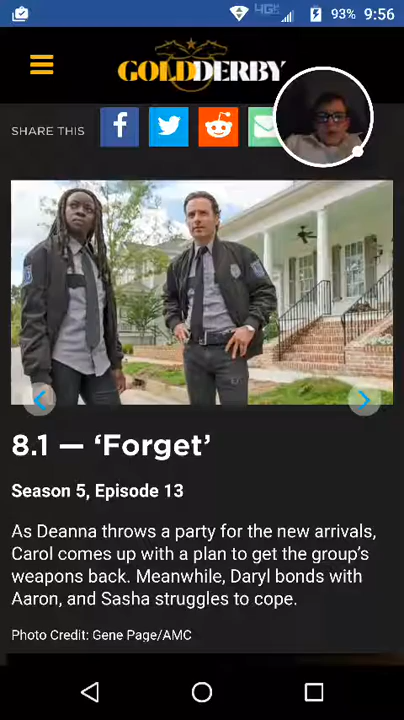 4G LTE
93% 9:56
GOLDDERBY
SHARE THIS
8.1 — ‘Forget’
Season 5, Episode 13
As Deanna throws a party for the new arrivals,
Carol comes up with a plan to get the group’s
weapons back. Meanwhile, Daryl bonds with
Aaron, and Sasha struggles to cope.
Photo Credit: Gene Page/AMC